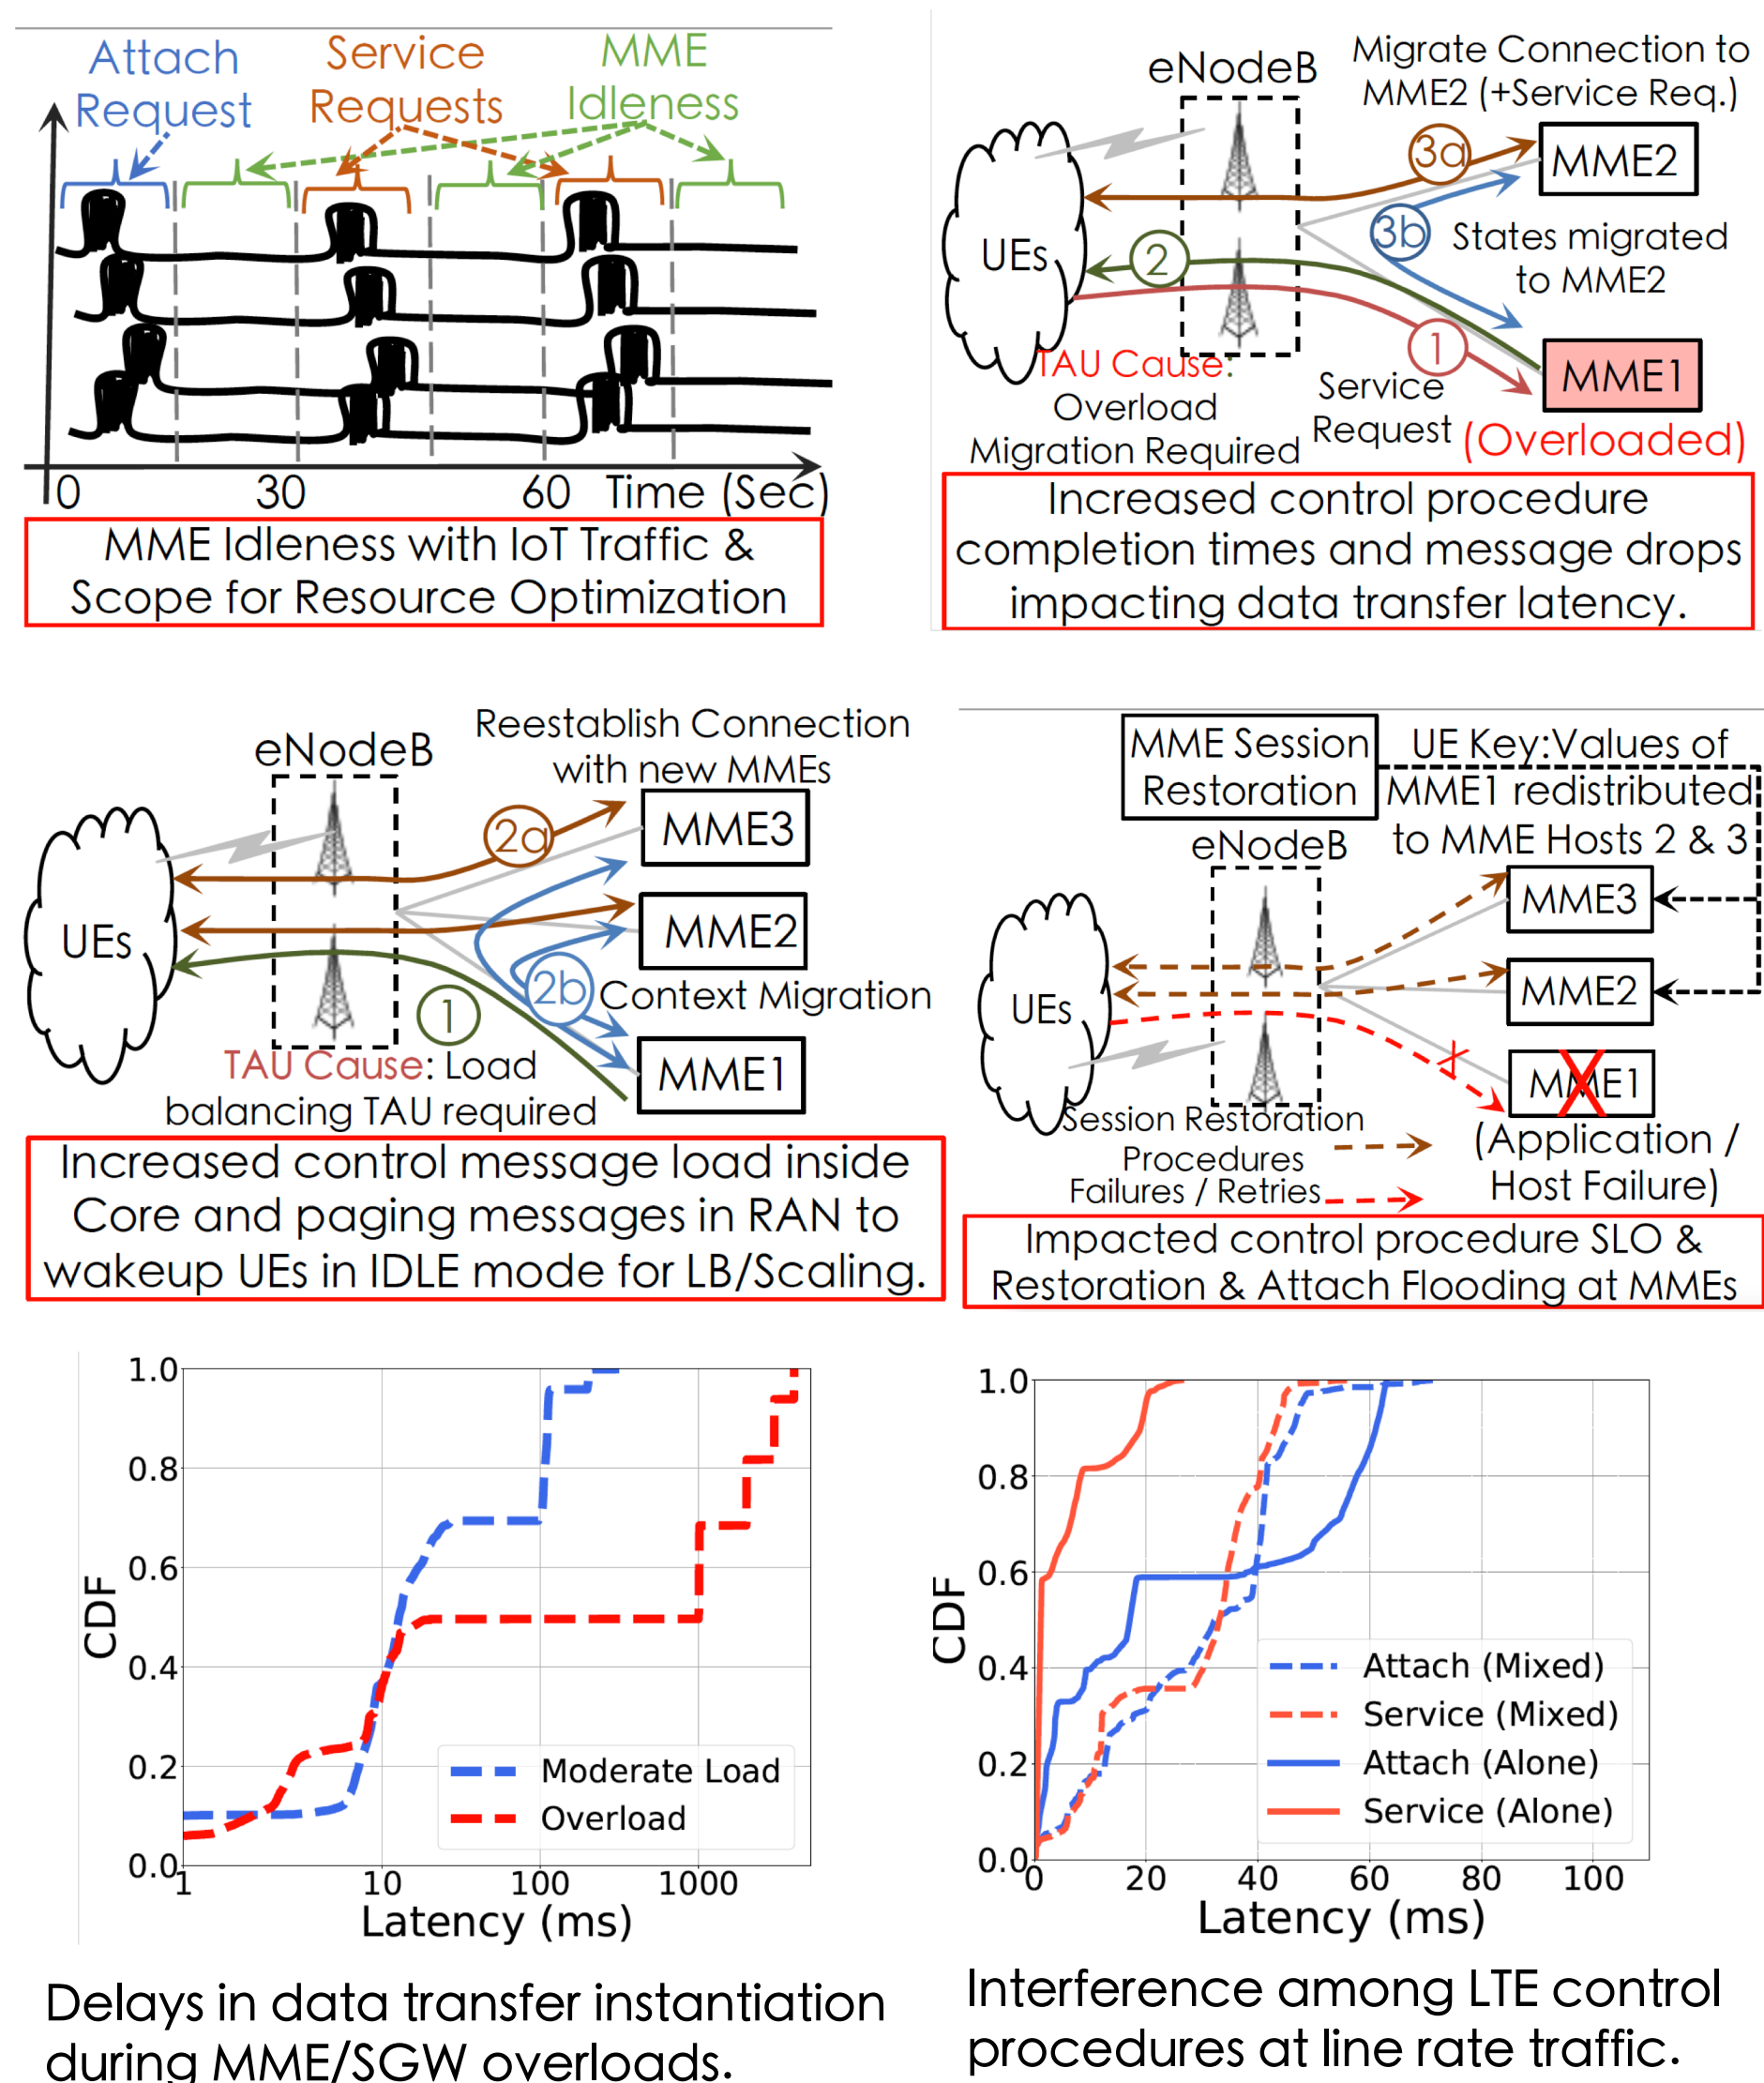 Attach
Request
Service
Requests
MME
Idleness
0
30
60
Time (Sec)
MME Idleness with IoT Traffic &
Scope for Resource Optimization
eNodeB
Migrate Connection to
MME2 (+Service Req.)
3a
MME2
UEs
2
3b
States migrated
to MME2
1
MME1
TAU Cause:
Overload
Migration Required
Service
Request
(Overloaded)
Increased control procedure
completion times and message drops
impacting data transfer latency.
eNodeB
Reestablish Connection
with new MMEs
2a
MME3
UEs
MME2
2b
Context Migration
1
MME1
TAU Cause: Load
balancing TAU required
Increased control message load inside
Core and paging messages in RAN to
wakeup UEs in IDLE mode for LB/Scaling.
MME Session
Restoration
UE Key:Values of
MME1 redistributed
to MME Hosts 2 & 3
eNodeB
MME3
UEs
MME2
X
MME1
X
Session Restoration
Procedures
Failures / Retries
(Application /
Host Failure)
Impacted control procedure SLO &
Restoration & Attach Flooding at MMEs
1.0
0.8
0.6
0.4
0.2
0.0
CDF
Moderate Load
Overload
1
10
100
1000
Latency (ms)
Delays in data transfer instantiation
during MME/SGW overloads.
1.0
0.8
0.6
0.4
0.2
0.0
CDF
Attach (Mixed)
Service (Mixed)
Attach (Alone)
Service (Alone)
0
20
40
60
80
100
Latency (ms)
Interference among LTE control
procedures at line rate traffic.